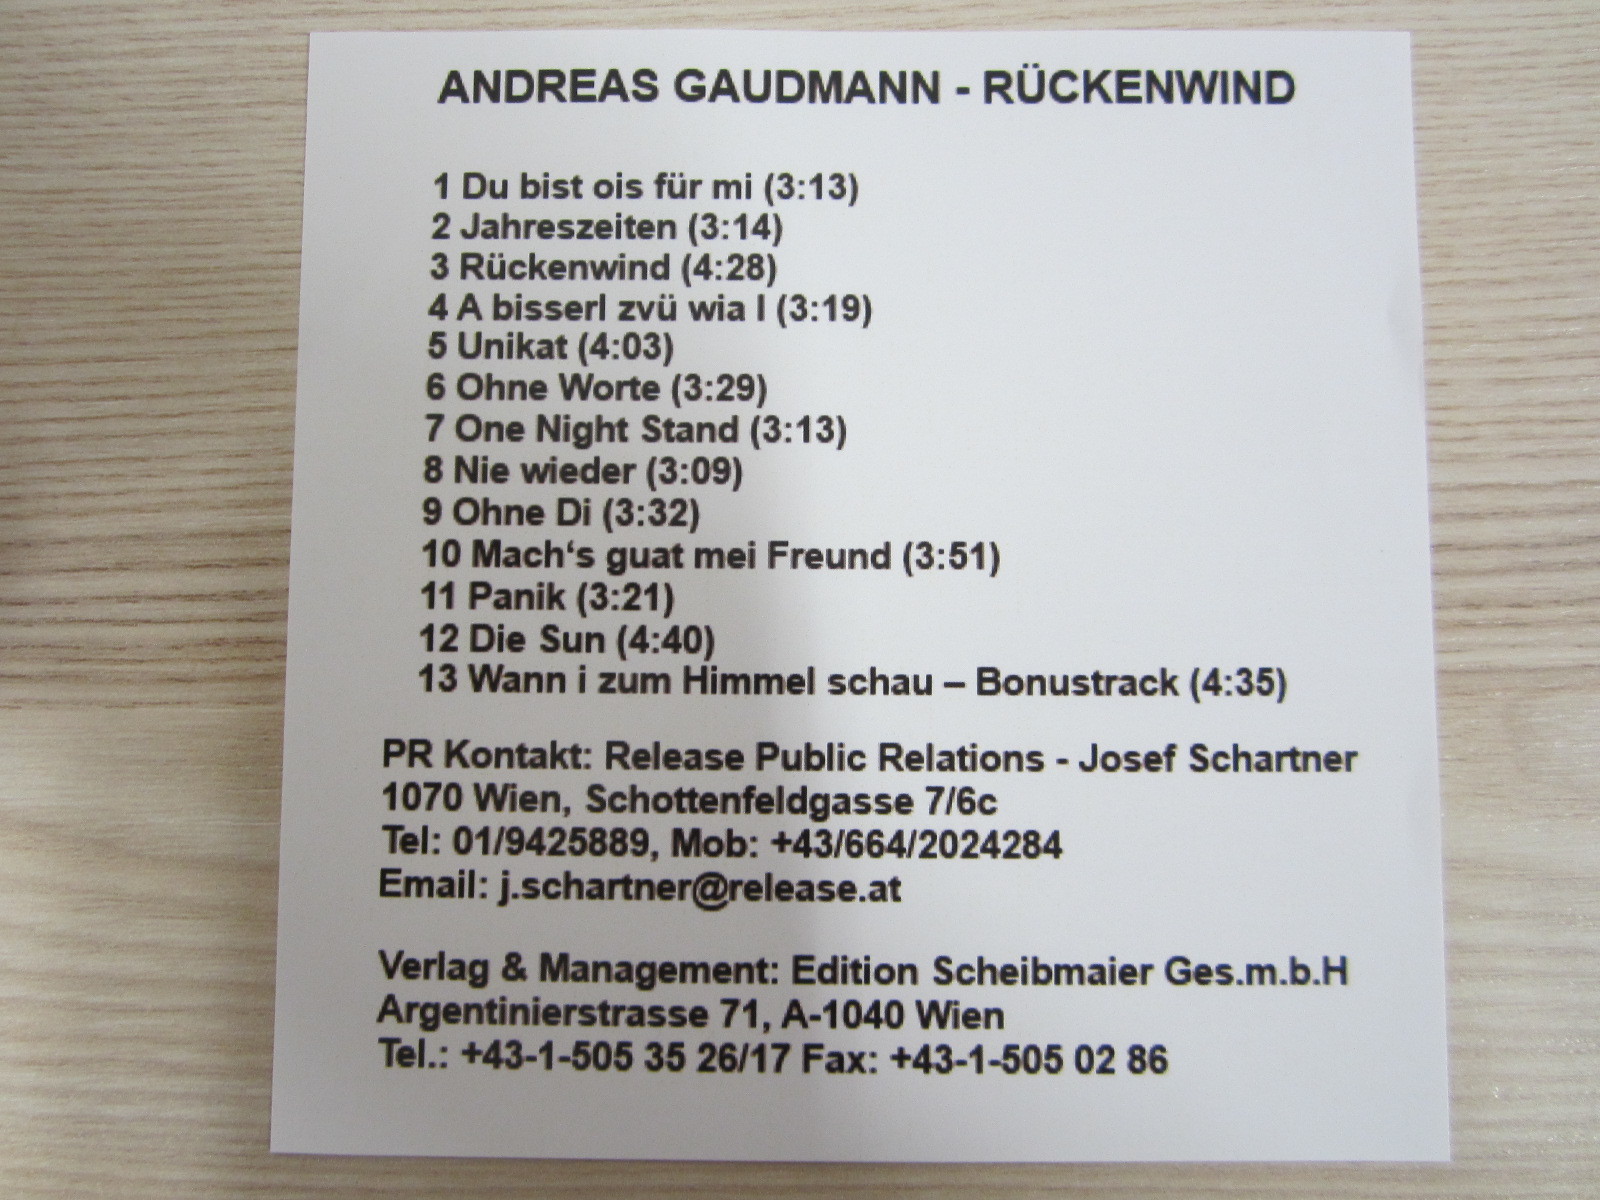 ANDREAS GAUDMANN - RÜCKENWIND
1 Du bist ois für mi (3:13)
2 Jahreszeiten (3:14)
3 Rückenwind (4:28)
4 A bisserl zvü wia I (3:19)
5 Unikat (4:03)
6 Ohne Worte (3:29)
7 One Night Stand (3:13)
8 Nie wieder (3:09)
9 Ohne Di (3:32)
10 Mach‘s guat mei Freund (3:51)
11 Panik (3:21)
12 Die Sun (4:40)
13 Wann i zum Himmel schau – Bonustrack (4:35)
PR Kontakt: Release Public Relations - Josef Schartner
1070 Wien, Schottenfeldgasse 7/6c
Tel: 01/9425889, Mob: +43/664/2024284
Email: j.schartner@release.at
Verlag & Management: Edition Scheibmaier Ges.m.b.H
Argentinierstrasse 71, A-1040 Wien
Tel.: +43-1-505 35 26/17 Fax: +43-1-505 02 86